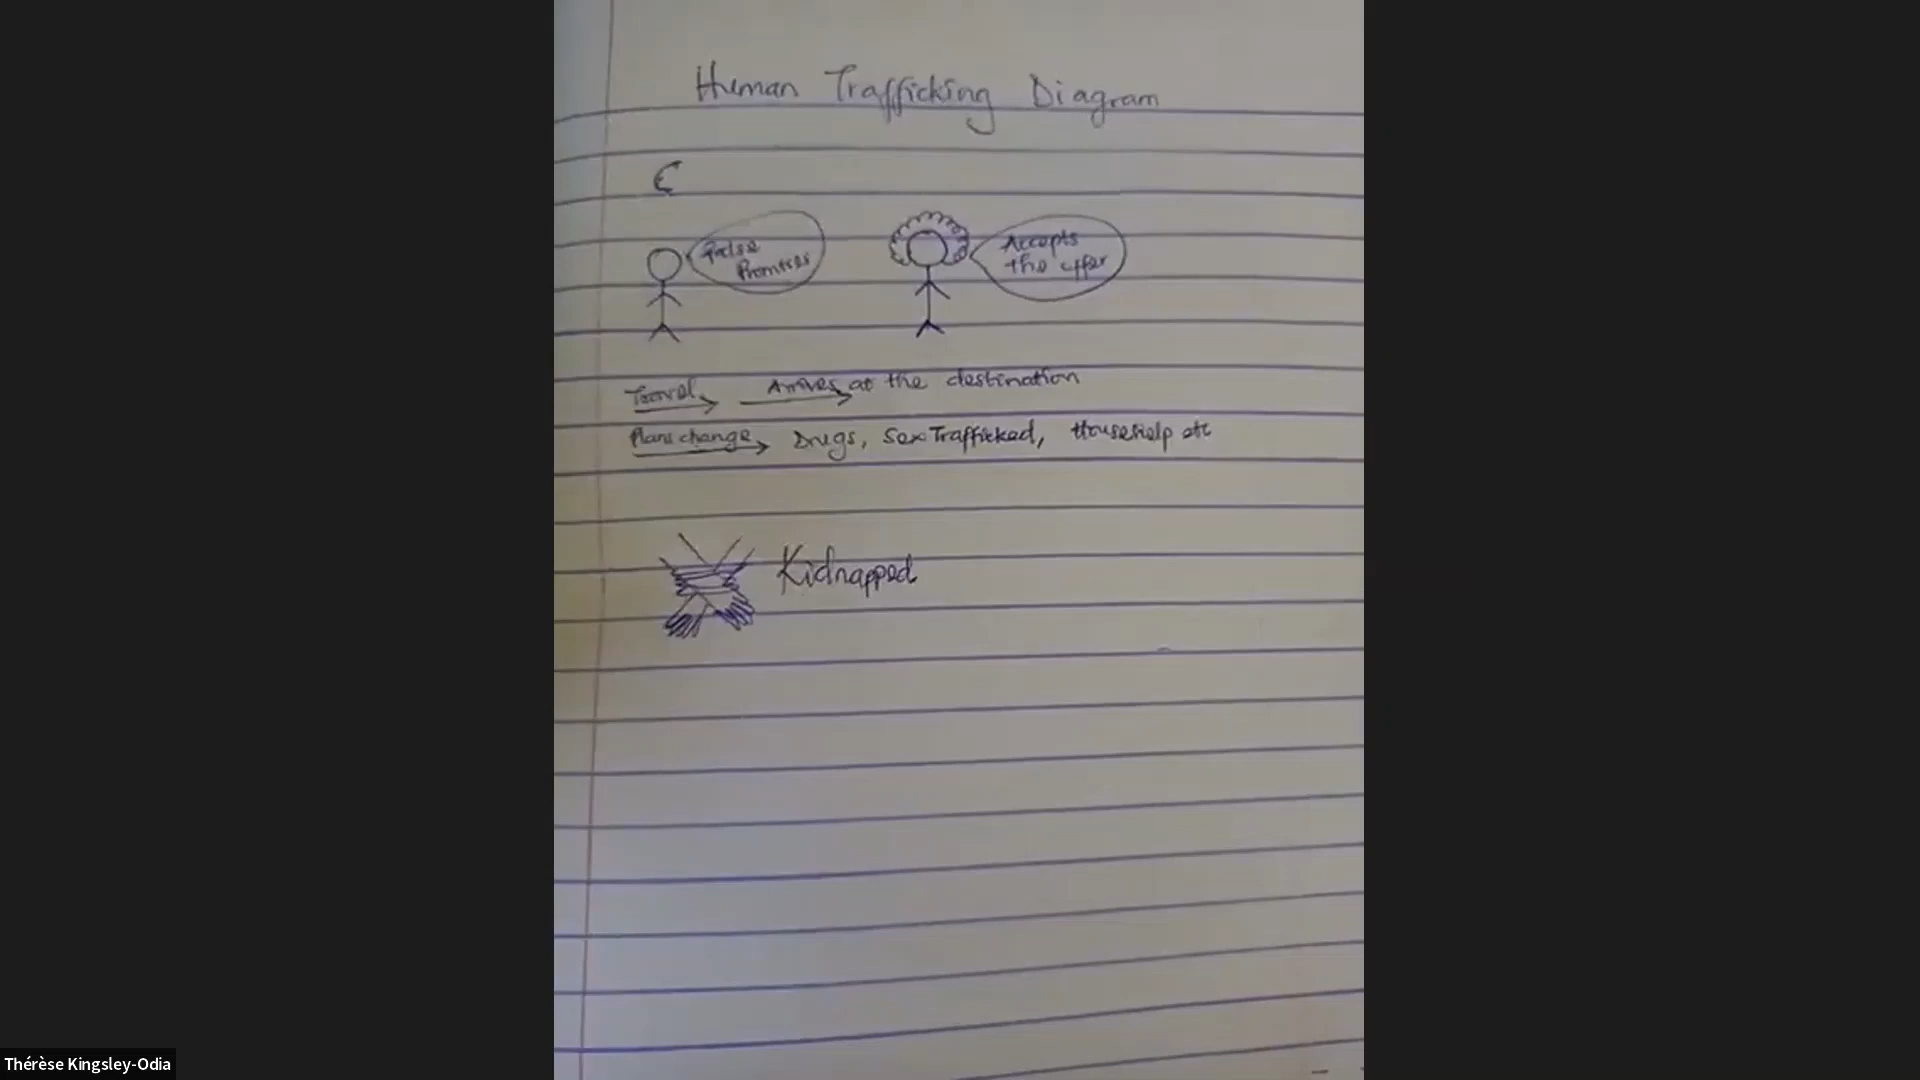 Human Trafficking Diagram
False
Promises
Accepts
the offer
Travel
Arrives at the destination
Plans change
Drugs, Sex Trafficked, Househelp etc
Kidnapped
Thérèse Kingsley-Odia